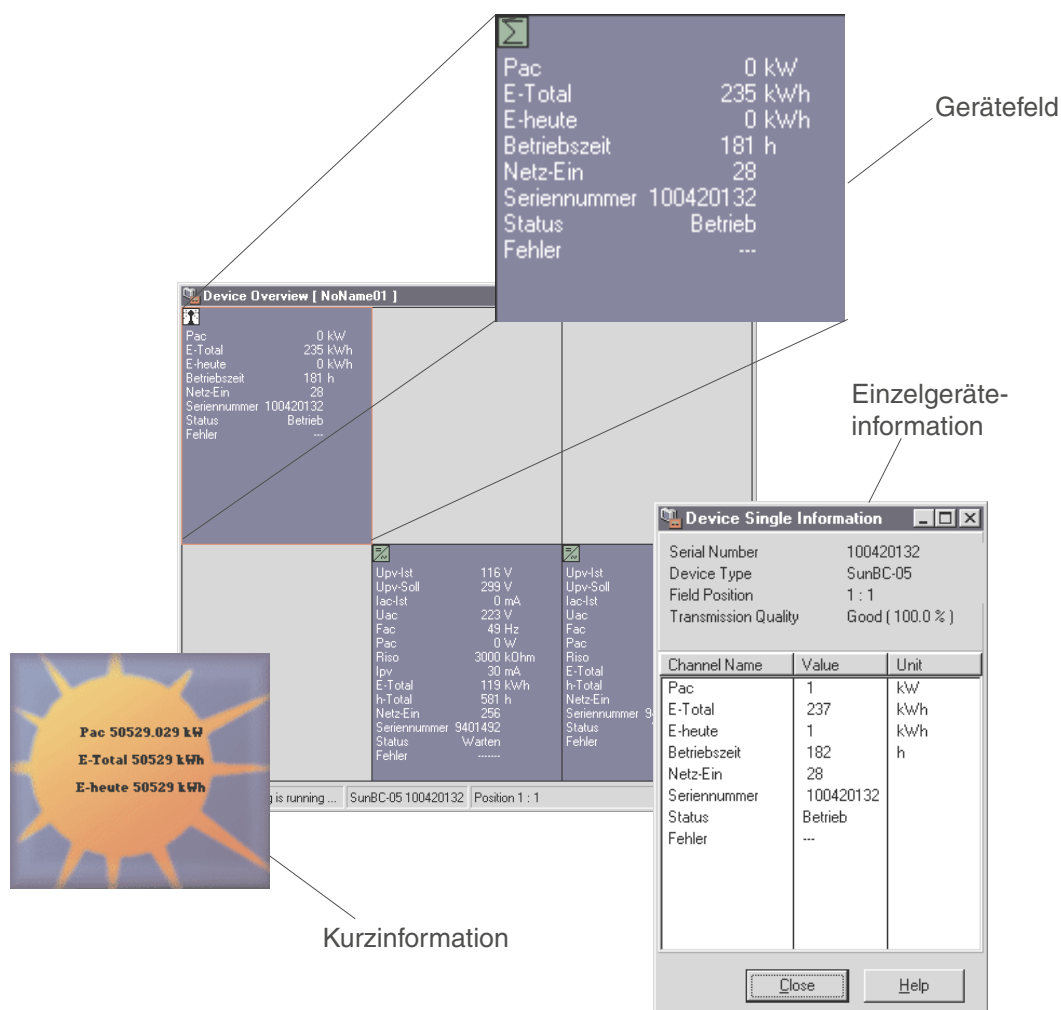 Pac 0 kW
E-Total 235 kWh
E-heute 0 kWh
Betriebszeit 181 h
Netz-Ein 28
Seriennummer 100420132
Status Betrieb
Fehler ---
Gerätefeld
Device Overview [ NoName01 ]
Pac 0 kW
E-Total 235 kWh
E-heute 0 kWh
Betriebszeit 181 h
Netz-Ein 28
Seriennummer 100420132
Status Betrieb
Fehler ---
Einzelgeräte-
information
Upv-Ist 116 V
Upv-Soll 299 V
Iac-Ist 0 mA
Uac 223 V
Fac 49 Hz
Pac 0 W
Riso 3000 kOhm
Ipv 30 mA
E-Total 119 kWh
h-Total 581 h
Netz-Ein 256
Seriennummer 9401492
Status Warten
Fehler -------
Upv-Ist
Upv-Soll
Iac-Ist
Uac
Fac
Pac
Riso
E-Total
h-Total
Netz-Ein
Seriennummer 9
Status
Fehler
is running ... SunBC-05 100420132 Position 1 : 1
Device Single Information
Serial Number 100420132
Device Type SunBC-05
Field Position 1 : 1
Transmission Quality Good ( 100.0 % )
Channel Name Value Unit
Pac 1 kW
E-Total 237 kWh
E-heute 1 kWh
Betriebszeit 182 h
Netz-Ein 28
Seriennummer 100420132
Status Betrieb
Fehler ---
Close Help
Pac 50529.029 kW
E-Total 50529 kWh
E-heute 50529 kWh
Kurzinformation